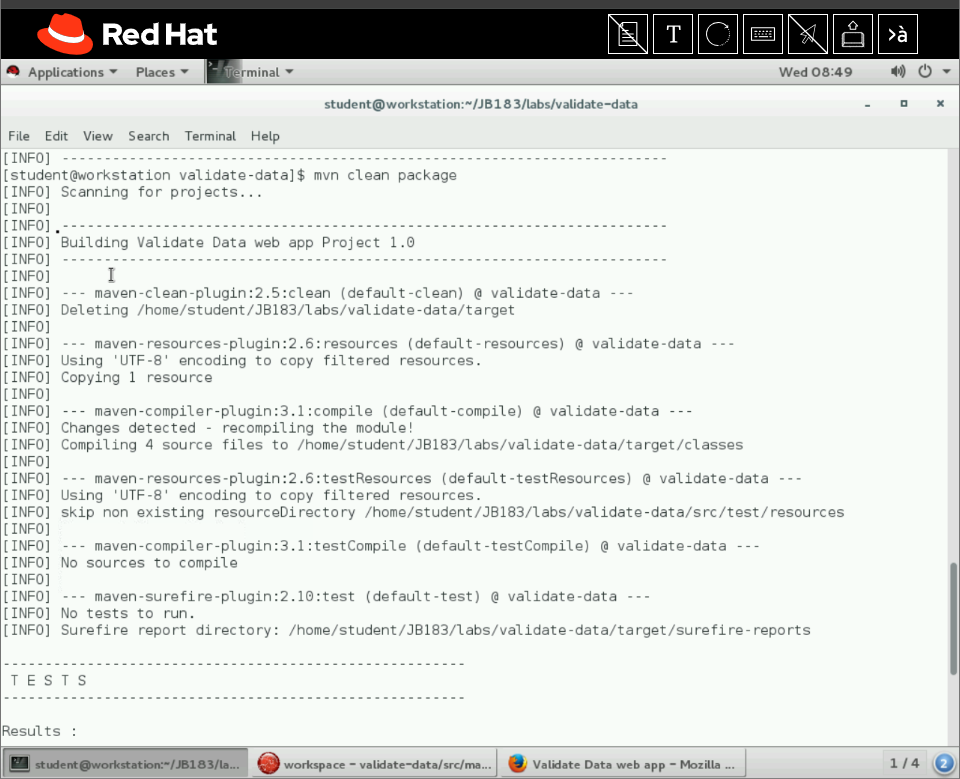 Red Hat
T
>à
Applications Places Terminal Wed 08:49
student@workstation:~/JB183/labs/validate-data
File Edit View Search Terminal Help
[INFO] ------------------------------------------------------------------------
[student@workstation validate-data]$ mvn clean package
[INFO] Scanning for projects...
[INFO]
[INFO] ------------------------------------------------------------------------
[INFO] Building Validate Data web app Project 1.0
[INFO] ------------------------------------------------------------------------
[INFO]
[INFO] --- maven-clean-plugin:2.5:clean (default-clean) @ validate-data ---
[INFO] Deleting /home/student/JB183/labs/validate-data/target
[INFO]
[INFO] --- maven-resources-plugin:2.6:resources (default-resources) @ validate-data ---
[INFO] Using 'UTF-8' encoding to copy filtered resources.
[INFO] Copying 1 resource
[INFO]
[INFO] --- maven-compiler-plugin:3.1:compile (default-compile) @ validate-data ---
[INFO] Changes detected - recompiling the module!
[INFO] Compiling 4 source files to /home/student/JB183/labs/validate-data/target/classes
[INFO]
[INFO] --- maven-resources-plugin:2.6:testResources (default-testResources) @ validate-data ---
[INFO] Using 'UTF-8' encoding to copy filtered resources.
[INFO] skip non existing resourceDirectory /home/student/JB183/labs/validate-data/src/test/resources
[INFO]
[INFO] --- maven-compiler-plugin:3.1:testCompile (default-testCompile) @ validate-data ---
[INFO] No sources to compile
[INFO]
[INFO] --- maven-surefire-plugin:2.10:test (default-test) @ validate-data ---
[INFO] No tests to run.
[INFO] Surefire report directory: /home/student/JB183/labs/validate-data/target/surefire-reports
-------------------------------------------------------
T E S T S
-------------------------------------------------------
Results :
student@workstation:~/JB183/la... workspace - validate-data/src/ma... Validate Data web app - Mozilla ... 1 / 4 2